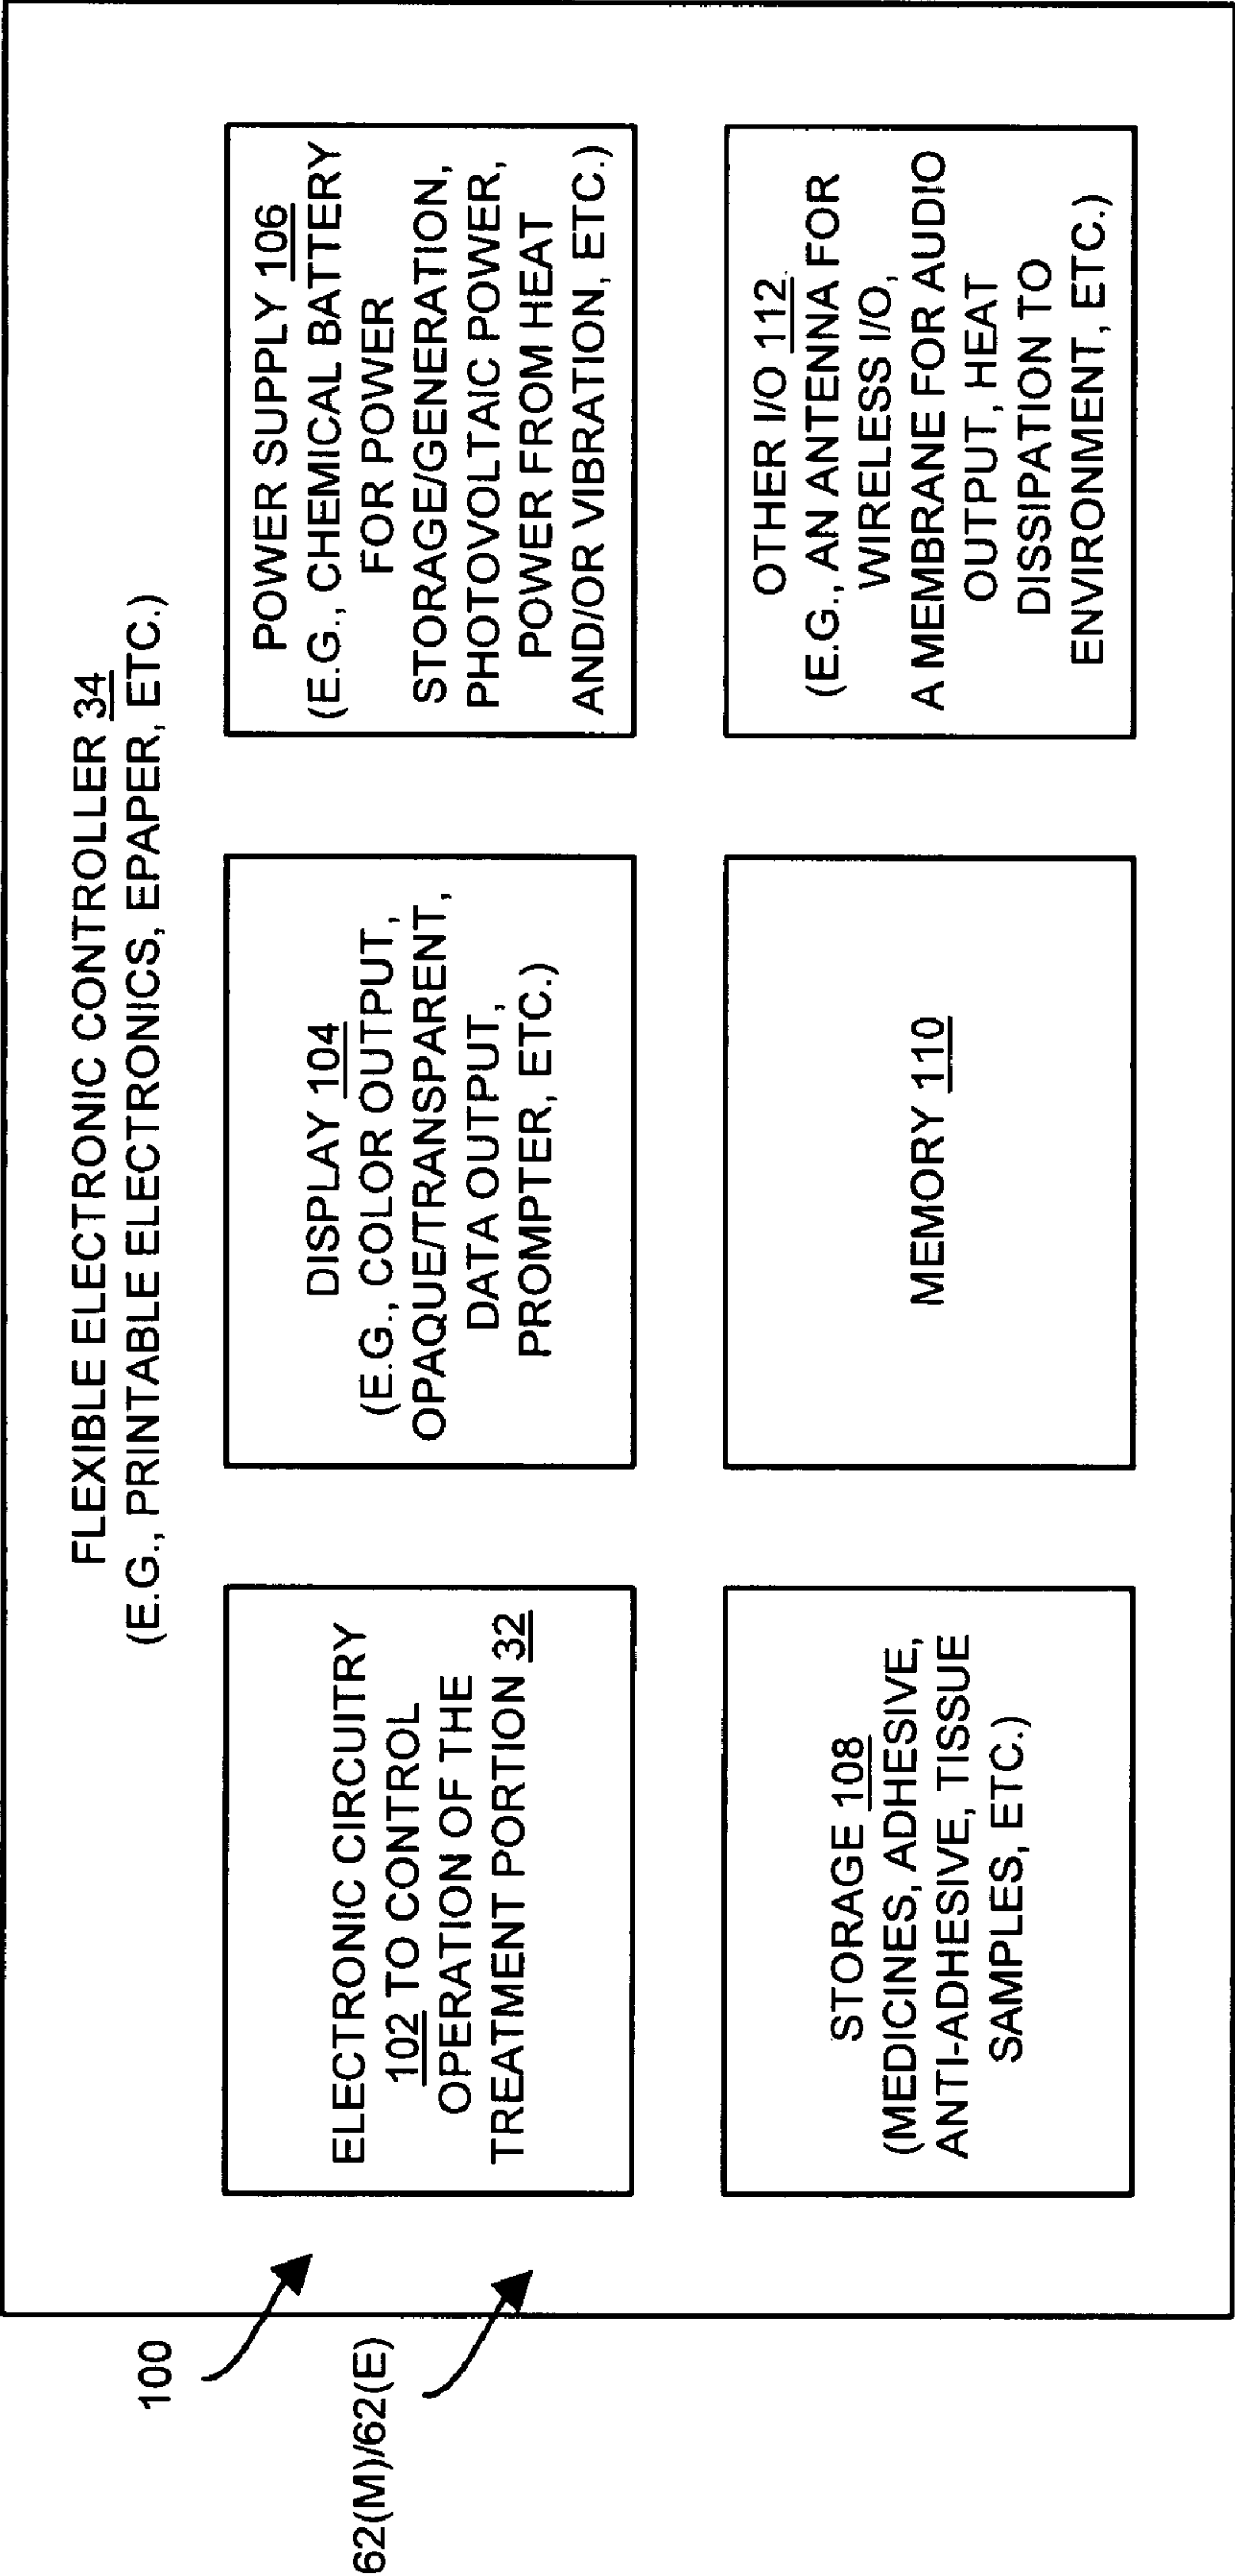 FLEXIBLE ELECTRONIC CONTROLLER 34
(E.G., PRINTABLE ELECTRONICS, EPAPER, ETC.)
100
62(M)/62(E)
ELECTRONIC CIRCUITRY
102 TO CONTROL
OPERATION OF THE
TREATMENT PORTION 32
DISPLAY 104
(E.G., COLOR OUTPUT,
OPAQUE/TRANSPARENT,
DATA OUTPUT,
PROMPTER, ETC.)
POWER SUPPLY 106
(E.G., CHEMICAL BATTERY
FOR POWER
STORAGE/GENERATION,
PHOTOVOLTAIC POWER,
POWER FROM HEAT
AND/OR VIBRATION, ETC.)
STORAGE 108
(MEDICINES, ADHESIVE,
ANTI-ADHESIVE, TISSUE
SAMPLES, ETC.)
MEMORY 110
OTHER I/O 112
(E.G., AN ANTENNA FOR
WIRELESS I/O,
A MEMBRANE FOR AUDIO
OUTPUT, HEAT
DISSIPATION TO
ENVIRONMENT, ETC.)